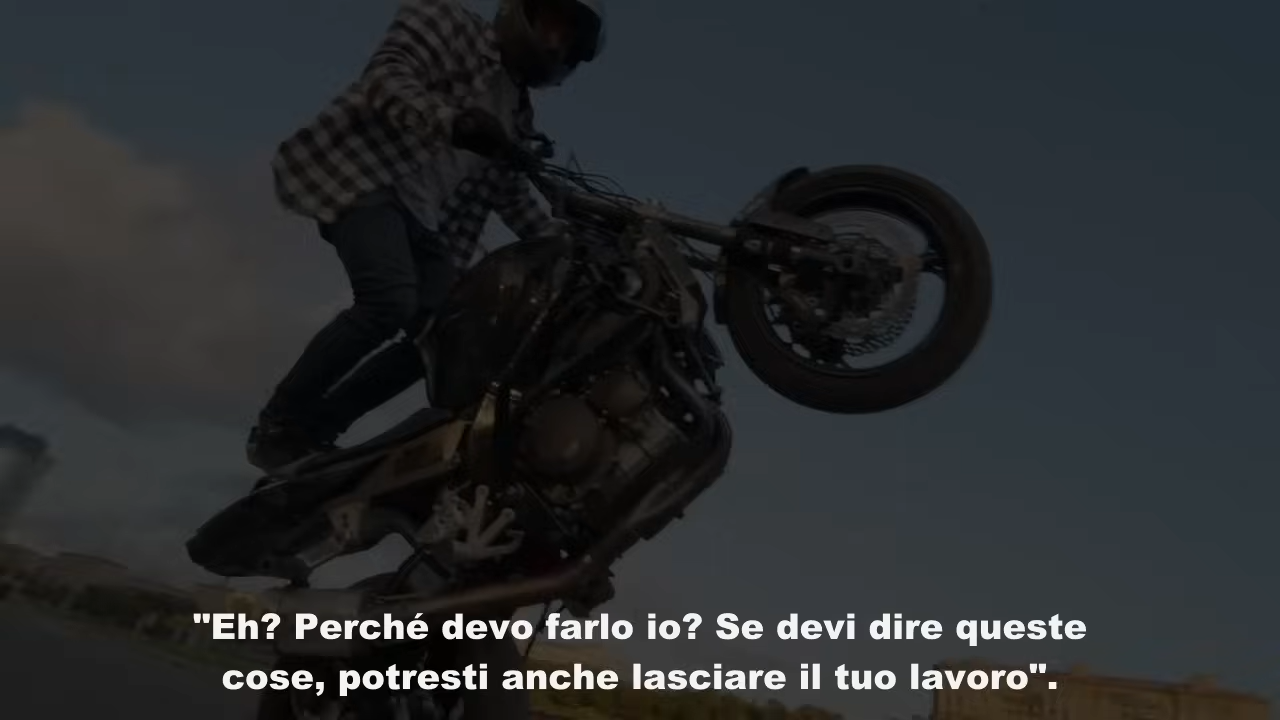 "Eh? Perché devo farlo io? Se devi dire queste
cose, potresti anche lasciare il tuo lavoro".